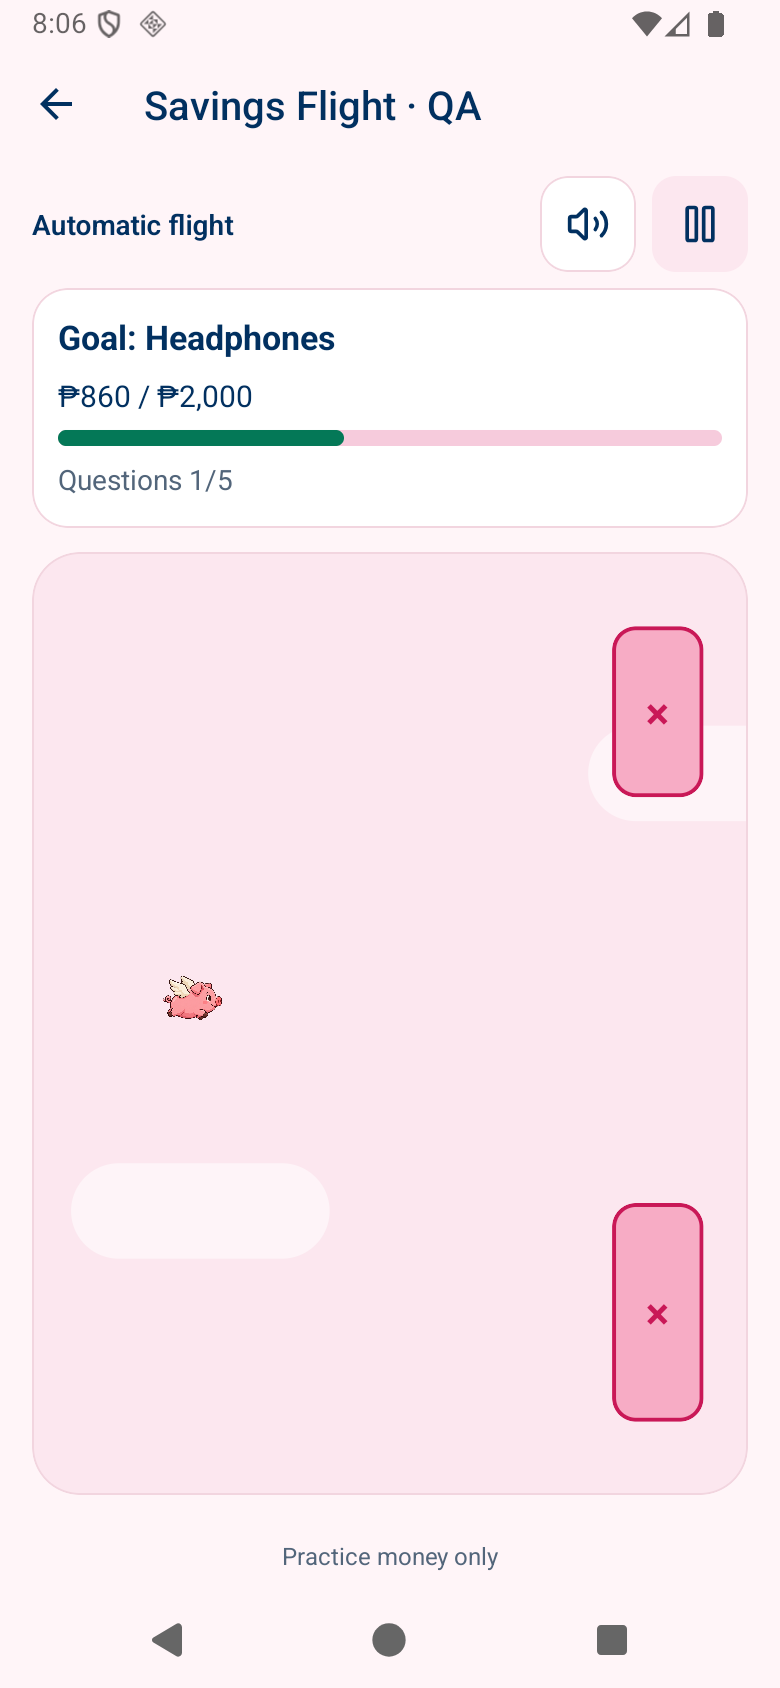 8:06
Savings Flight · QA
Automatic flight
Goal: Headphones
₱860 / ₱2,000
Questions 1/5
×
×
Practice money only